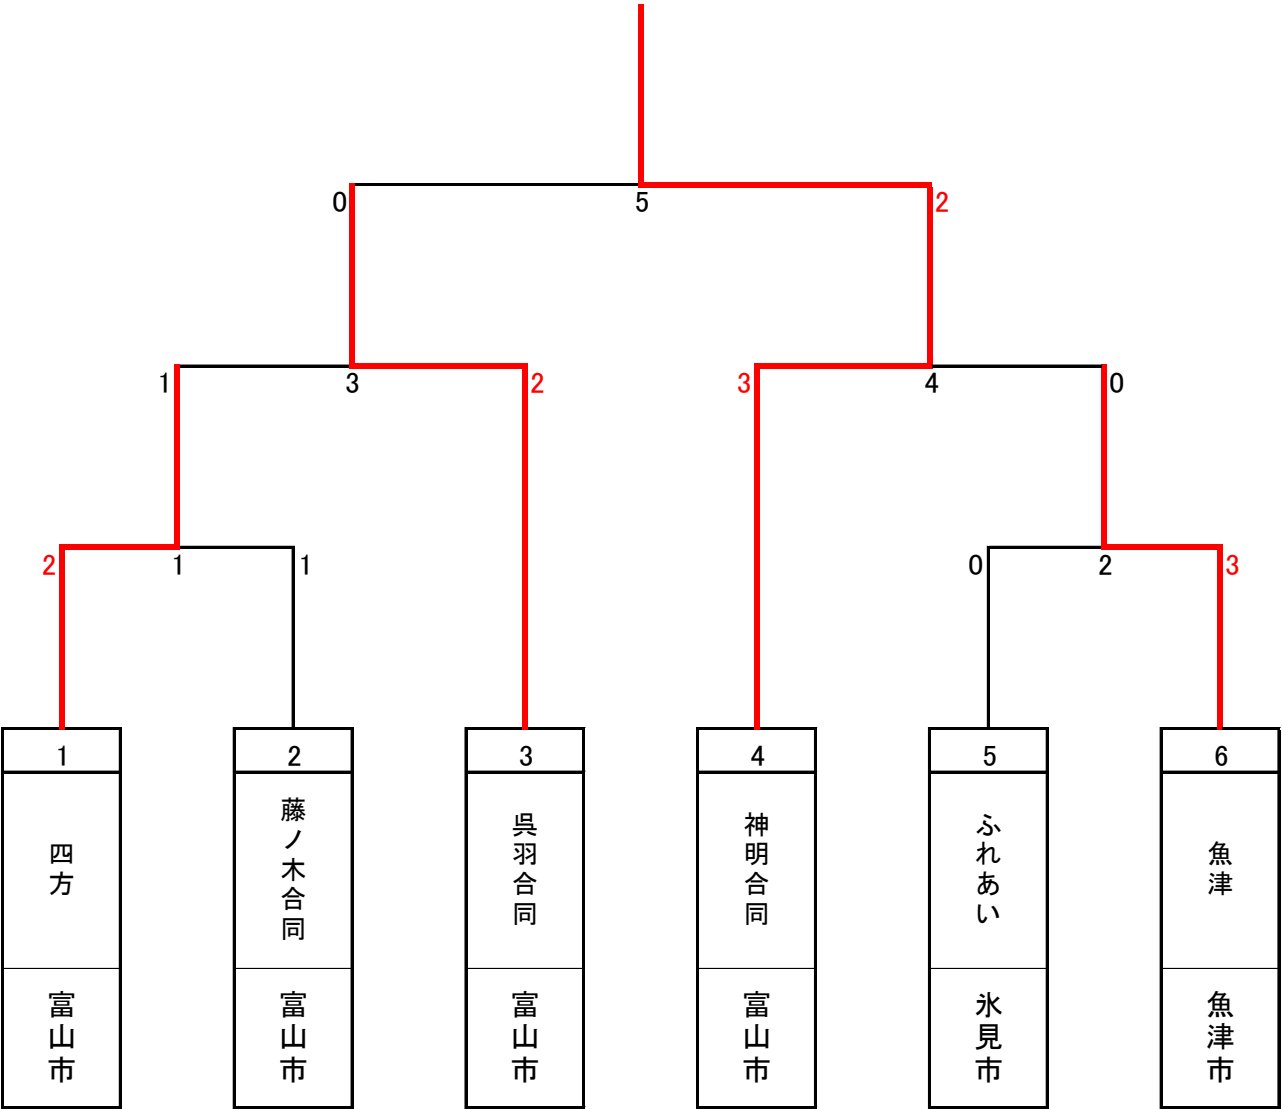 0 5 2
1 3 2 3 4 0
2 1 1 0 2 3
1 2 3 4 5 6
四方
藤ノ木合同
呉羽合同
神明合同
ふれあい
魚津
富山市
富山市
富山市
富山市
氷見市
魚津市